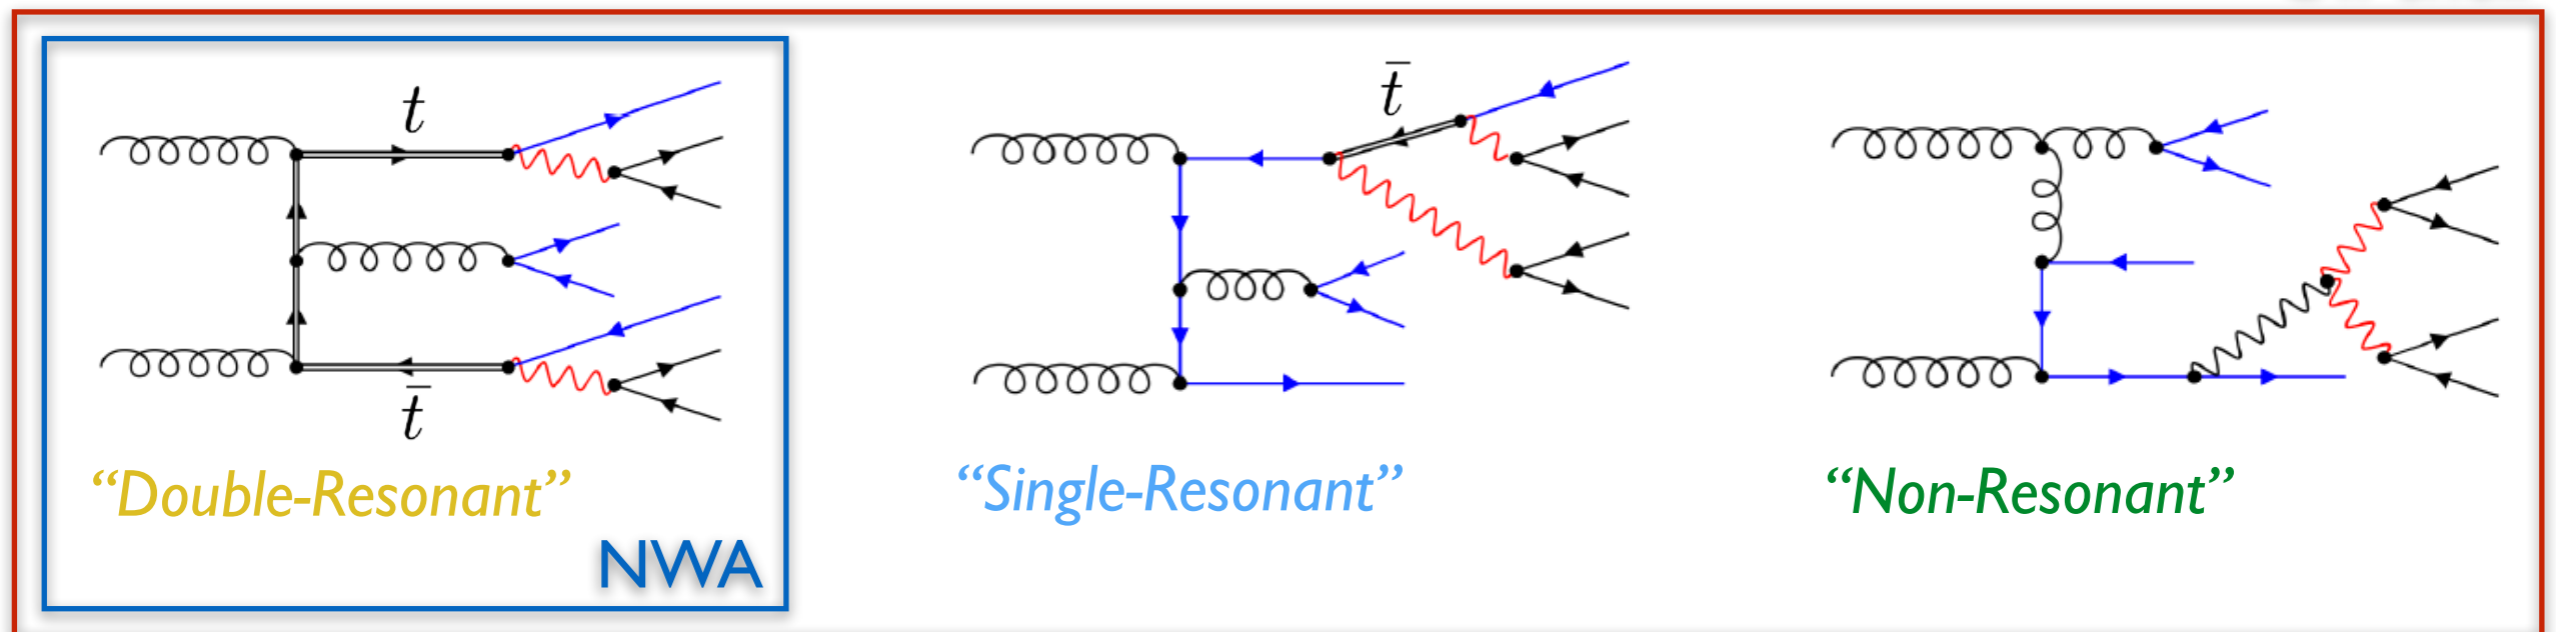 t
t̄
“Double-Resonant”
NWA
t̄
“Single-Resonant”
“Non-Resonant”